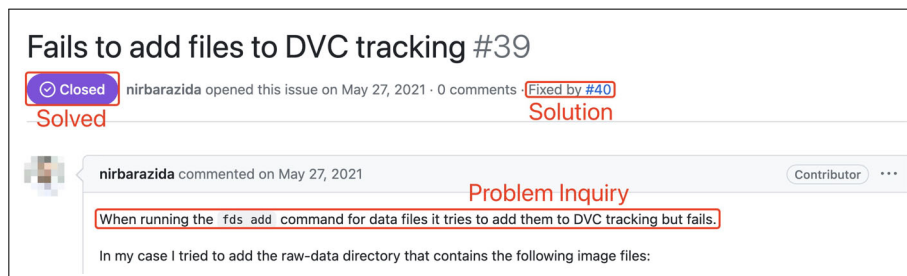 Fails to add files to DVC tracking #39
Closed nirbarazida opened this issue on May 27, 2021 · 0 comments · Fixed by #40
Solved Solution
nirbarazida commented on May 27, 2021 Contributor ···
Problem Inquiry
When running the fds add command for data files it tries to add them to DVC tracking but fails.
In my case I tried to add the raw-data directory that contains the following image files: